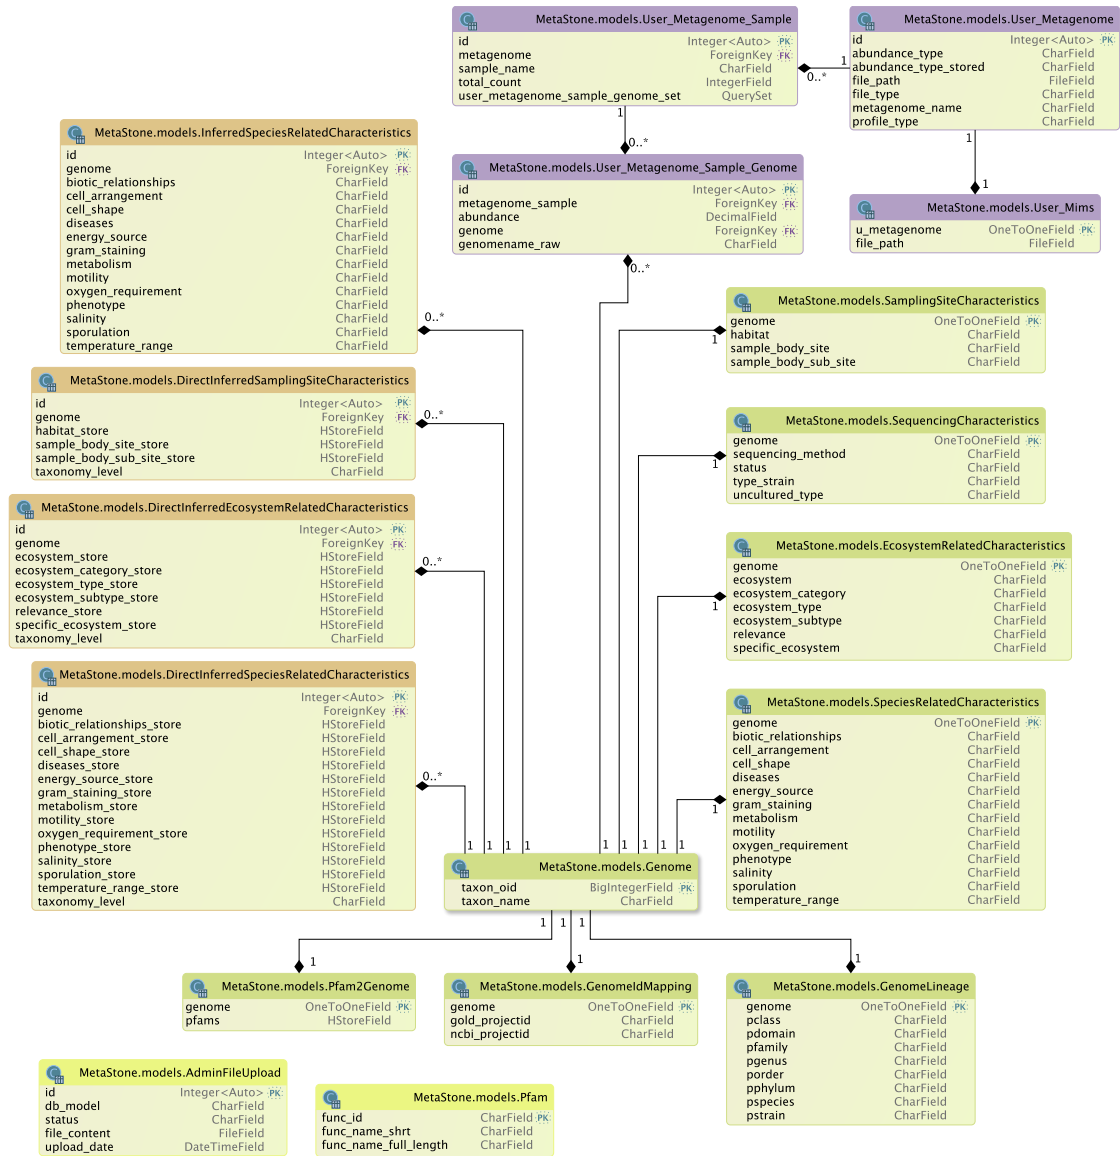 MetaStone.models.User_Metagenome_Sample
id Integer<Auto> PK
metagenome ForeignKey FK
sample_name CharField
total_count IntegerField
user_metagenome_sample_genome_set QuerySet
MetaStone.models.User_Metagenome
id Integer<Auto> PK
abundance_type CharField
abundance_type_stored CharField
file_path FileField
file_type CharField
metagenome_name CharField
profile_type CharField
0..*
1
1
0..*
1
1
MetaStone.models.User_Metagenome_Sample_Genome
id Integer<Auto> PK
metagenome_sample ForeignKey FK
abundance DecimalField
genome ForeignKey FK
genomename_raw CharField
0..*
MetaStone.models.User_Mims
u_metagenome OneToOneField PK
file_path FileField
MetaStone.models.InferredSpeciesRelatedCharacteristics
id Integer<Auto> PK
genome ForeignKey FK
biotic_relationships CharField
cell_arrangement CharField
cell_shape CharField
diseases CharField
energy_source CharField
gram_staining CharField
metabolism CharField
motility CharField
oxygen_requirement CharField
phenotype CharField
salinity CharField
sporulation CharField
temperature_range CharField
0..*
MetaStone.models.SamplingSiteCharacteristics
genome OneToOneField PK
habitat CharField
sample_body_site CharField
sample_body_sub_site CharField
1
MetaStone.models.DirectInferredSamplingSiteCharacteristics
id Integer<Auto> PK
genome ForeignKey FK
habitat_store HStoreField
sample_body_site_store HStoreField
sample_body_sub_site_store HStoreField
taxonomy_level CharField
0..*
MetaStone.models.SequencingCharacteristics
genome OneToOneField PK
sequencing_method CharField
status CharField
type_strain CharField
uncultured_type CharField
1
MetaStone.models.DirectInferredEcosystemRelatedCharacteristics
id Integer<Auto> PK
genome ForeignKey FK
ecosystem_store HStoreField
ecosystem_category_store HStoreField
ecosystem_type_store HStoreField
ecosystem_subtype_store HStoreField
relevance_store HStoreField
specific_ecosystem_store HStoreField
taxonomy_level CharField
0..*
MetaStone.models.EcosystemRelatedCharacteristics
genome OneToOneField PK
ecosystem CharField
ecosystem_category CharField
ecosystem_type CharField
ecosystem_subtype CharField
relevance CharField
specific_ecosystem CharField
1
MetaStone.models.DirectInferredSpeciesRelatedCharacteristics
id Integer<Auto> PK
genome ForeignKey FK
biotic_relationships_store HStoreField
cell_arrangement_store HStoreField
cell_shape_store HStoreField
diseases_store HStoreField
energy_source_store HStoreField
gram_staining_store HStoreField
metabolism_store HStoreField
motility_store HStoreField
oxygen_requirement_store HStoreField
phenotype_store HStoreField
salinity_store HStoreField
sporulation_store HStoreField
temperature_range_store HStoreField
taxonomy_level CharField
0..*
MetaStone.models.SpeciesRelatedCharacteristics
genome OneToOneField PK
biotic_relationships CharField
cell_arrangement CharField
cell_shape CharField
diseases CharField
energy_source CharField
gram_staining CharField
metabolism CharField
motility CharField
oxygen_requirement CharField
phenotype CharField
salinity CharField
sporulation CharField
temperature_range CharField
1
1 1 1 1 1 1 1 1 1
MetaStone.models.Genome
taxon_oid BigIntegerField PK
taxon_name CharField
1 1 1
1 1 1
MetaStone.models.Pfam2Genome
genome OneToOneField PK
pfams HStoreField
MetaStone.models.GenomeIdMapping
genome OneToOneField PK
gold_projectid CharField
ncbi_projectid CharField
MetaStone.models.GenomeLineage
genome OneToOneField PK
pclass CharField
pdomain CharField
pfamily CharField
pgenus CharField
porder CharField
pphylum CharField
pspecies CharField
pstrain CharField
MetaStone.models.AdminFileUpload
id Integer<Auto> PK
db_model CharField
status CharField
file_content FileField
upload_date DateTimeField
MetaStone.models.Pfam
func_id CharField PK
func_name_shrt CharField
func_name_full_length CharField